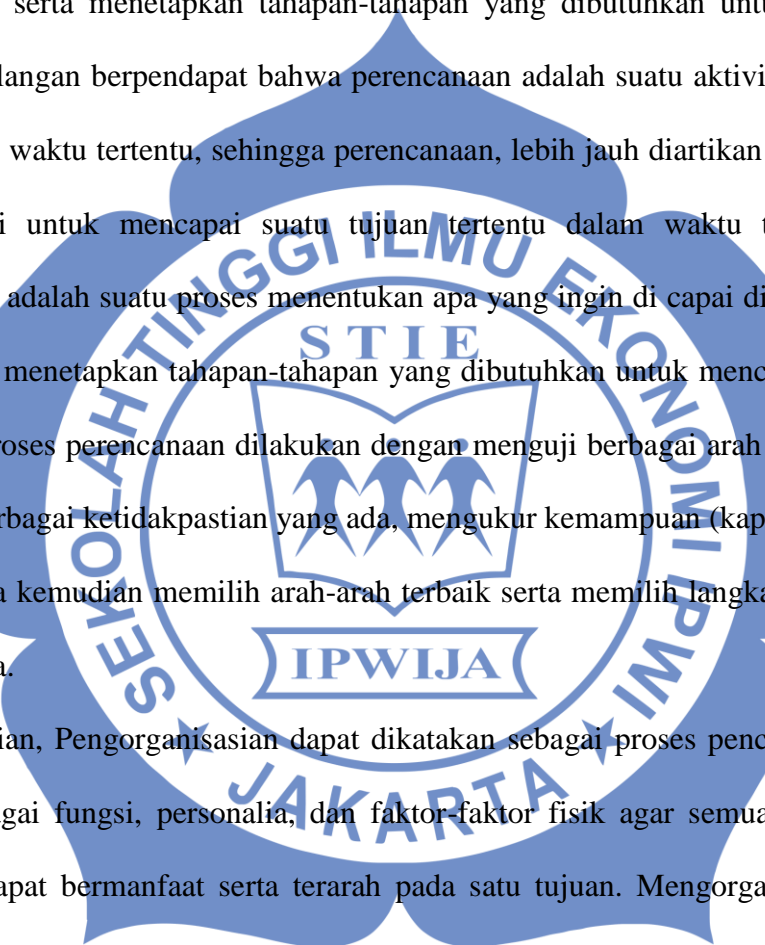 serta menetapkan tahapan-tahapan yang dibutuhkan untu
langan berpendapat bahwa perencanaan adalah suatu aktivi
waktu tertentu, sehingga perencanaan, lebih jauh diartikan
i untuk mencapai suatu tujuan tertentu dalam waktu t
adalah suatu proses menentukan apa yang ingin di capai di
menetapkan tahapan-tahapan yang dibutuhkan untuk menc
roses perencanaan dilakukan dengan menguji berbagai arah
rbagai ketidakpastian yang ada, mengukur kemampuan (kap
a kemudian memilih arah-arah terbaik serta memilih langka
a.
ian, Pengorganisasian dapat dikatakan sebagai proses penc
gai fungsi, personalia, dan faktor-faktor fisik agar semua
apat bermanfaat serta terarah pada satu tujuan. Mengorga
SEKOLAH TINGGI ILMU EKONOMI IPWI
JAKARTA
STIE
IPWIJA